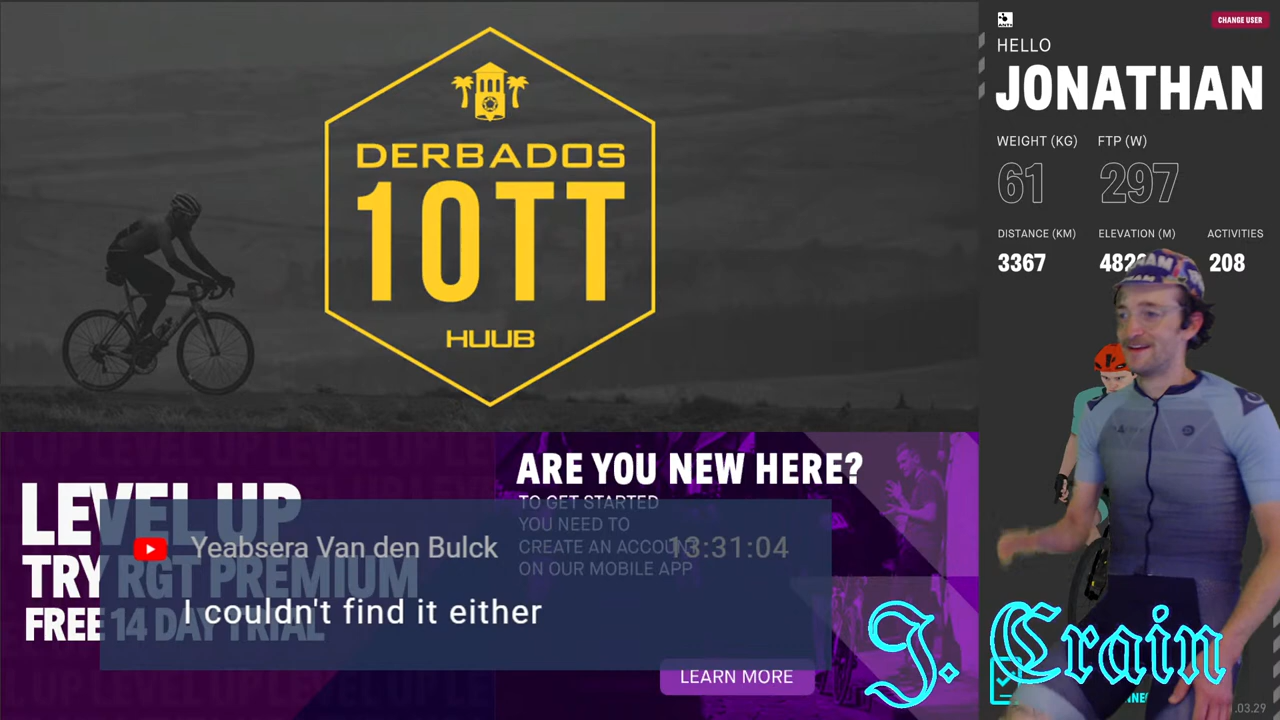 DERBADOS
10TT
HUUB
LEVEL UP
TRY RGT PREMIUM
FREE 14 DAY TRIAL
ARE YOU NEW HERE?
TO GET STARTED
YOU NEED TO
CREATE AN ACCOUNT
ON OUR MOBILE APP
LEARN MORE
Yeabsera Van den Bulck
13:31:04
I couldn't find it either
CHANGE USER
HELLO
JONATHAN
WEIGHT (KG) FTP (W)
61 297
DISTANCE (KM) ELEVATION (M) ACTIVITIES
3367 208
J. Crain